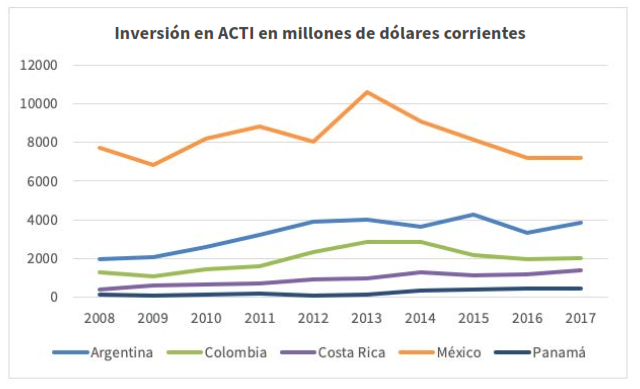 Inversión en ACTI en millones de dólares corrientes
12000
10000
8000
6000
4000
2000
0
2008 2009 2010 2011 2012 2013 2014 2015 2016 2017
Argentina Colombia Costa Rica México Panamá